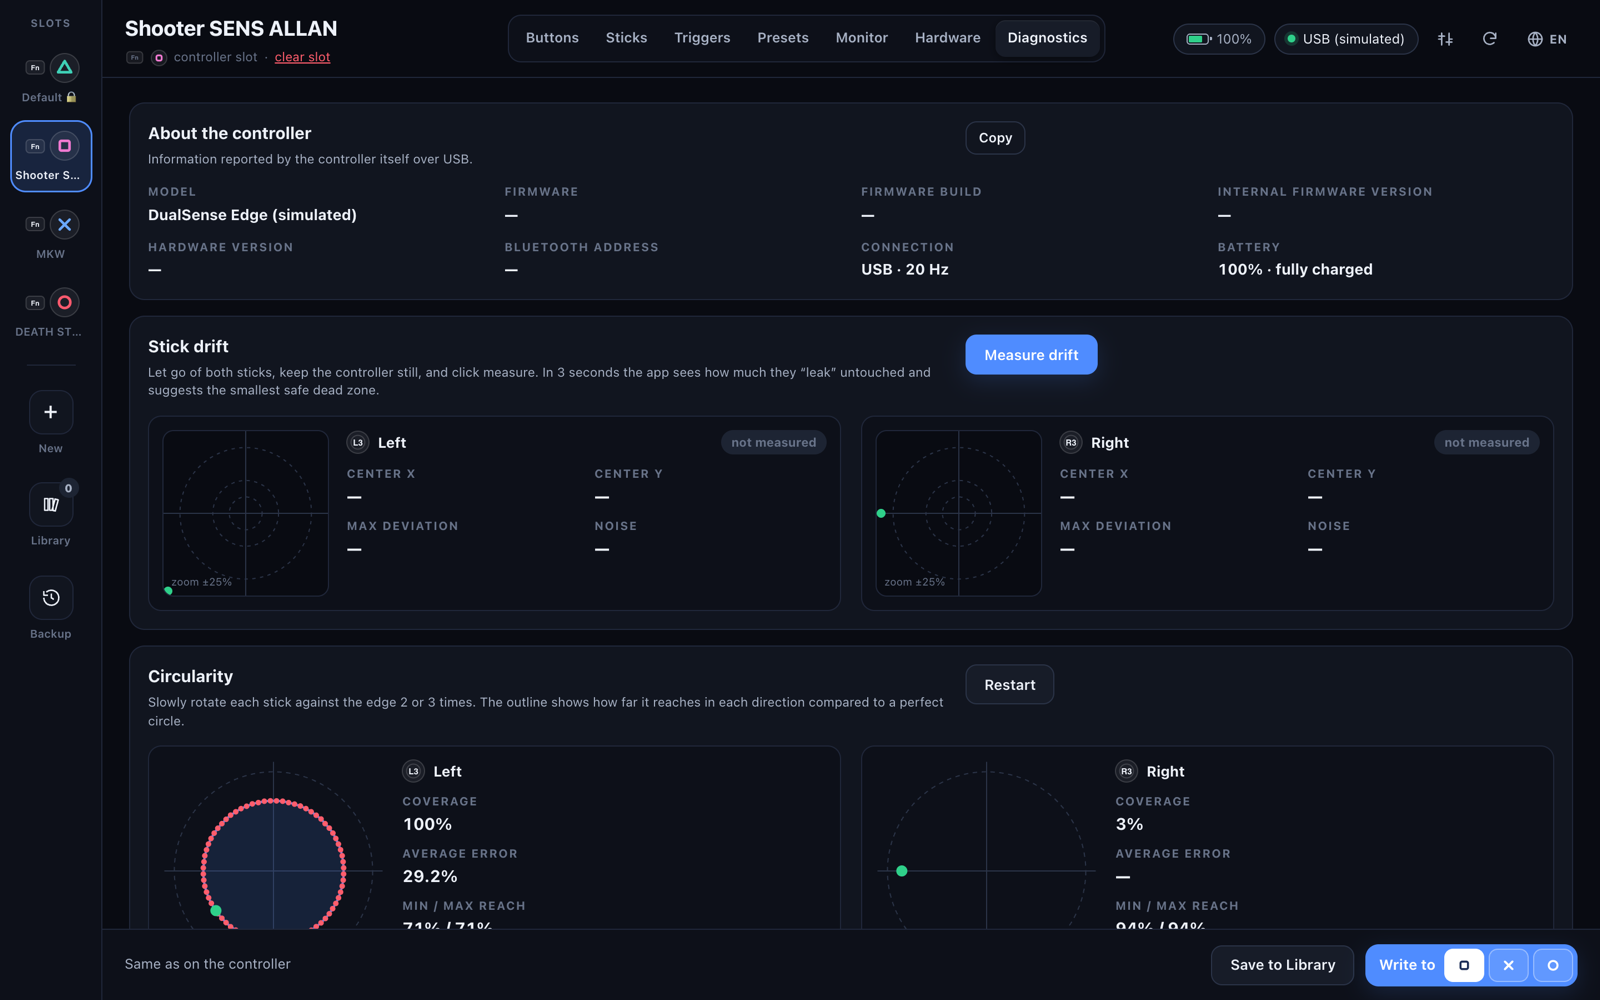 SLOTS
Fn
Default
Fn
Shooter S...
Fn
MKW
Fn
DEATH ST...
New
0
Library
Backup
Shooter SENS ALLAN
Fn controller slot · clear slot
Buttons Sticks Triggers Presets Monitor Hardware Diagnostics
100% USB (simulated) EN
About the controller
Information reported by the controller itself over USB.
Copy
MODEL FIRMWARE FIRMWARE BUILD INTERNAL FIRMWARE VERSION
DualSense Edge (simulated) — — —
HARDWARE VERSION BLUETOOTH ADDRESS CONNECTION BATTERY
— — USB · 20 Hz 100% · fully charged
Stick drift
Let go of both sticks, keep the controller still, and click measure. In 3 seconds the app sees how much they “leak” untouched and
suggests the smallest safe dead zone.
Measure drift
L3 Left not measured
CENTER X CENTER Y
— —
MAX DEVIATION NOISE
— —
zoom ±25%
R3 Right not measured
CENTER X CENTER Y
— —
MAX DEVIATION NOISE
— —
zoom ±25%
Circularity
Slowly rotate each stick against the edge 2 or 3 times. The outline shows how far it reaches in each direction compared to a perfect
circle.
Restart
L3 Left
COVERAGE
100%
AVERAGE ERROR
29.2%
MIN / MAX REACH
71% / 71%
R3 Right
COVERAGE
3%
AVERAGE ERROR
—
MIN / MAX REACH
94% / 94%
Same as on the controller
Save to Library
Write to